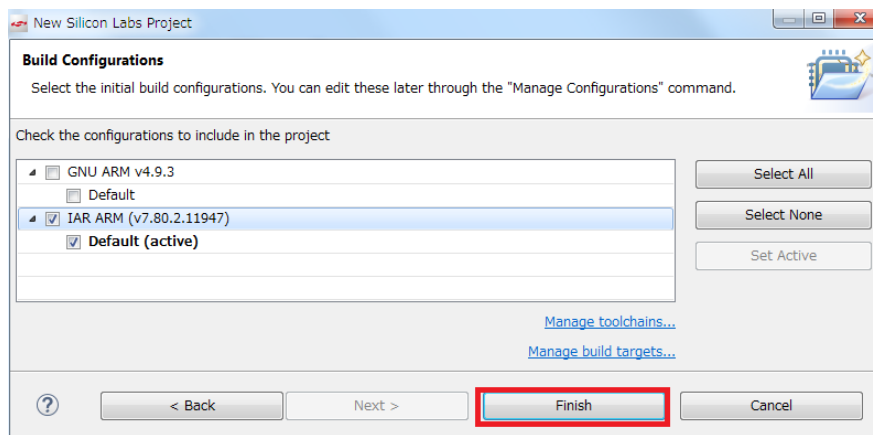 New Silicon Labs Project
Build Configurations
Select the initial build configurations. You can edit these later through the "Manage Configurations" command.
Check the configurations to include in the project
GNU ARM v4.9.3
Default
IAR ARM (v7.80.2.11947)
Default (active)
Select All
Select None
Set Active
Manage toolchains...
Manage build targets...
? < Back Next > Finish Cancel